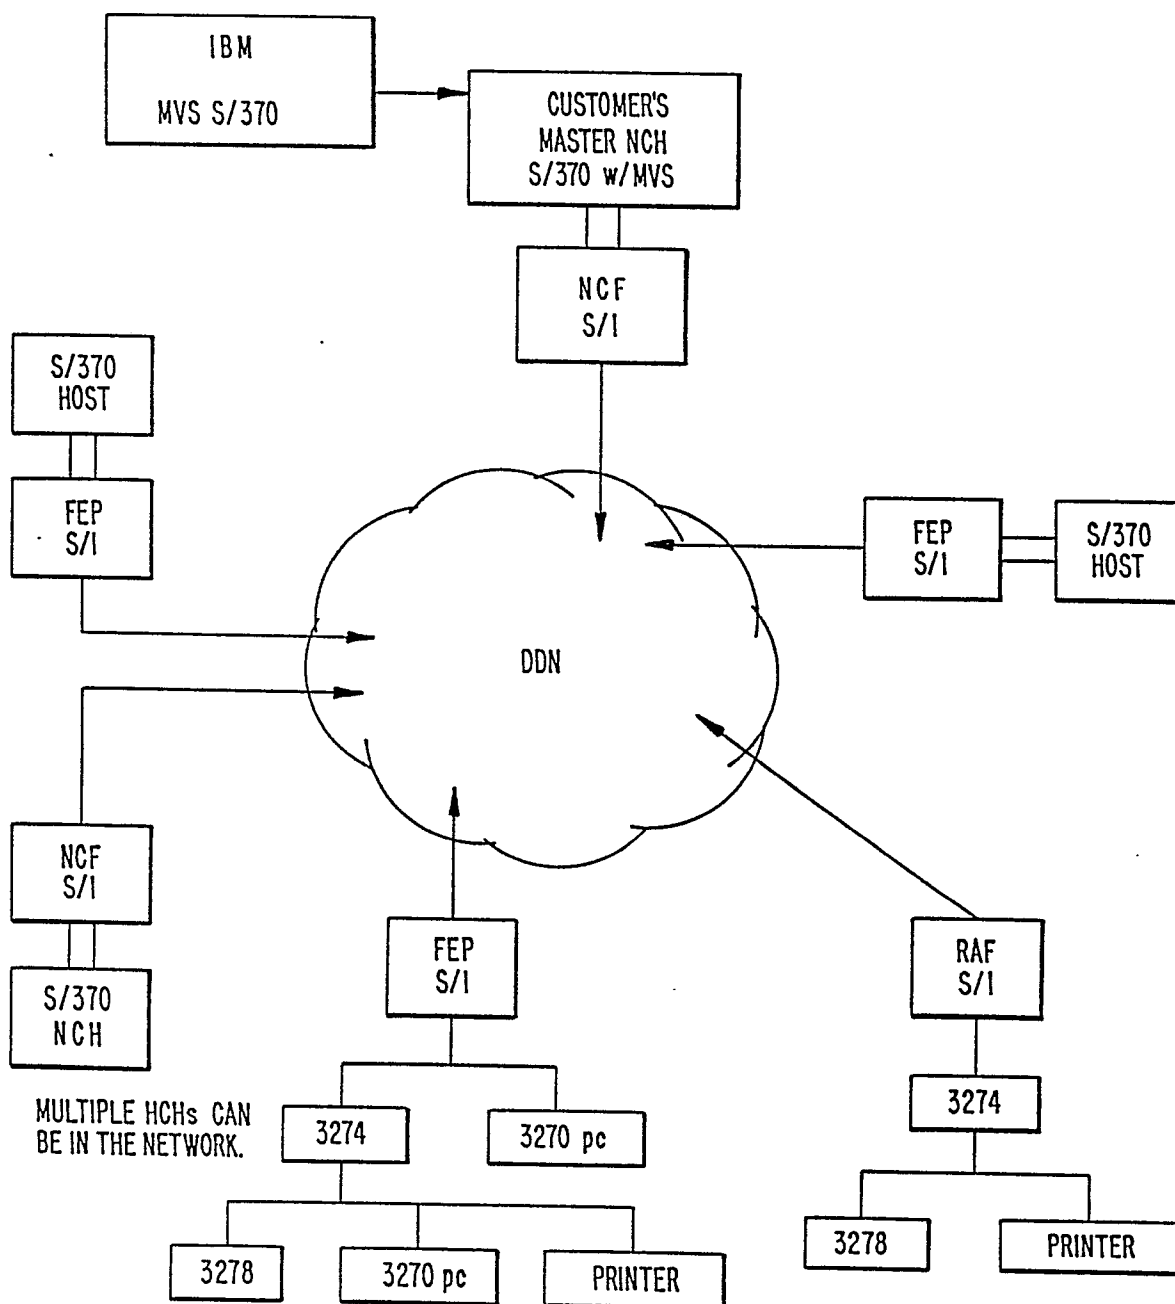 IBM
MVS S/370
CUSTOMER'S
MASTER NCH
S/370 w/MVS
NCF
S/1
S/370
HOST
FEP
S/1
FEP
S/1
S/370
HOST
DDN
NCF
S/1
S/370
NCH
FEP
S/1
RAF
S/1
MULTIPLE HCHs CAN
BE IN THE NETWORK.
3274
3270 pc
3274
3278
3270 pc
PRINTER
3278
PRINTER